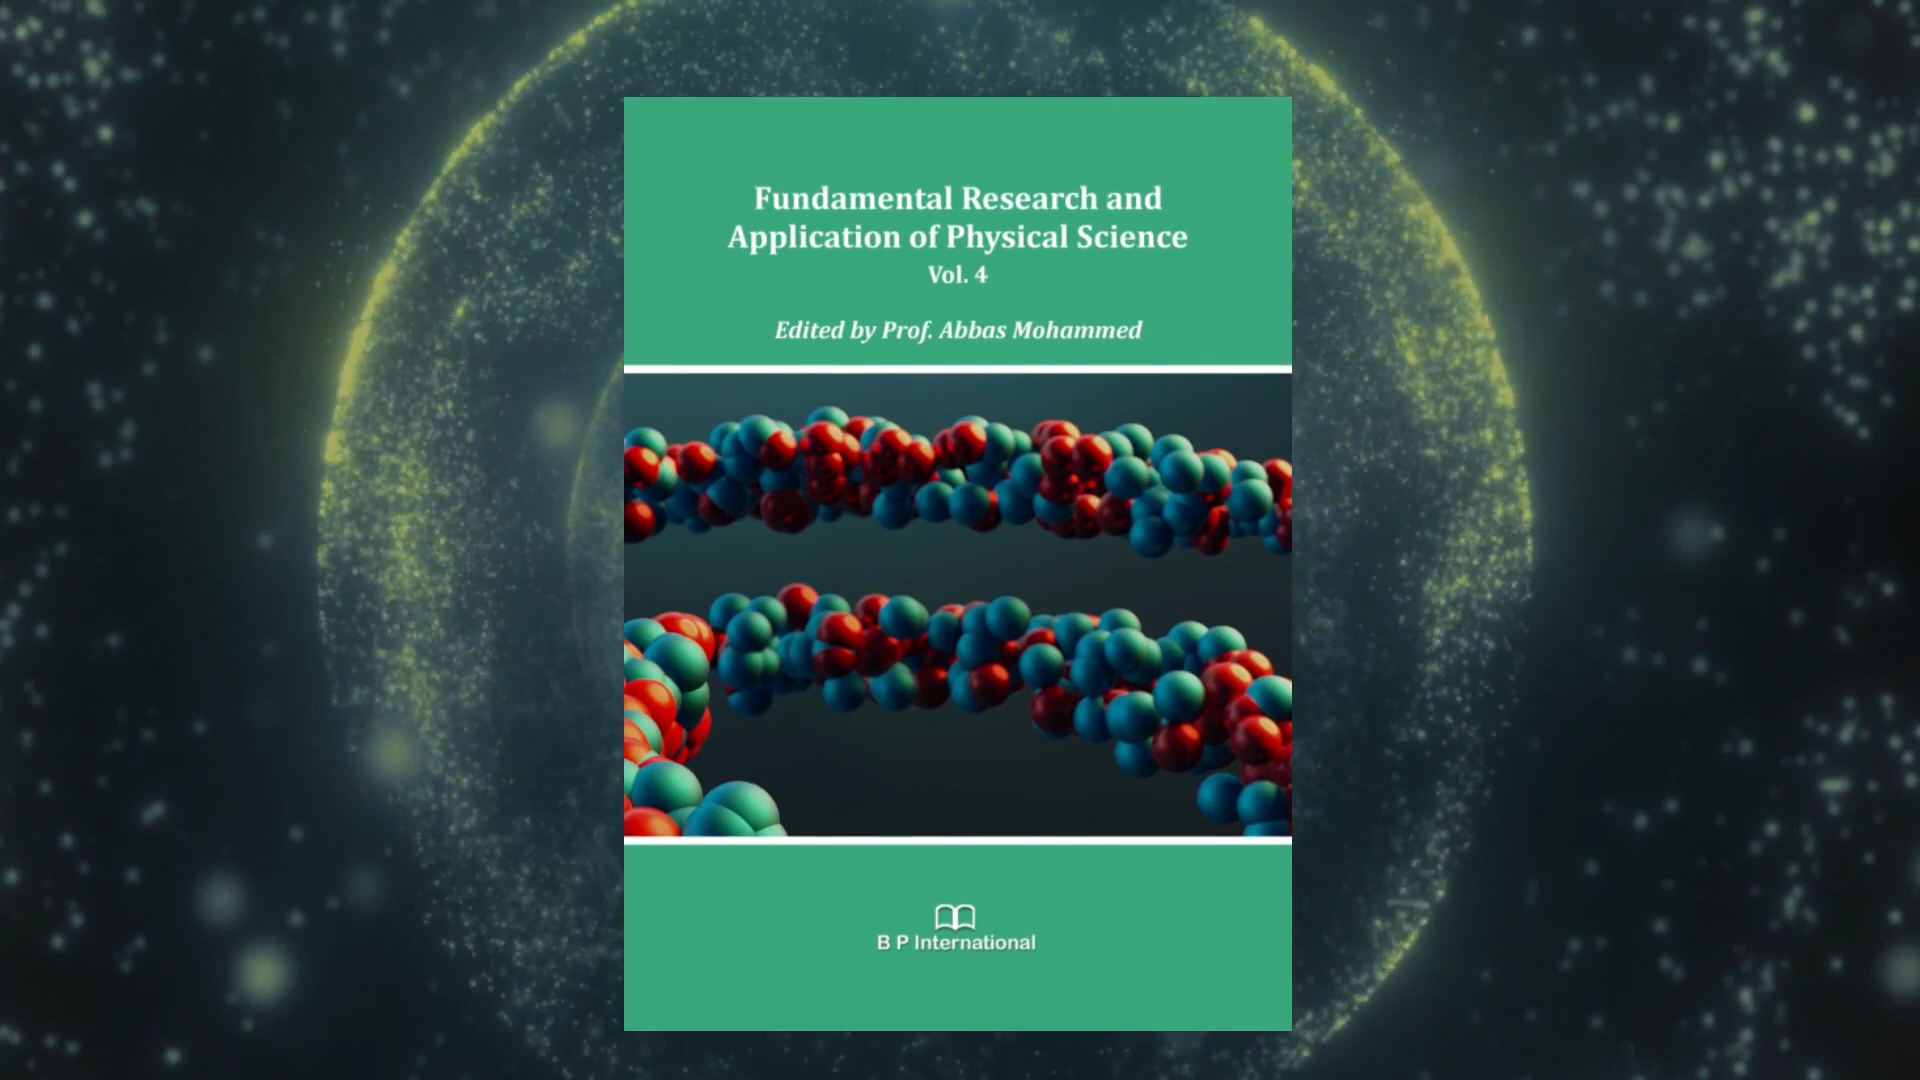 Fundamental Research and
Application of Physical Science
Vol. 4
Edited by Prof. Abbas Mohammed
B P International